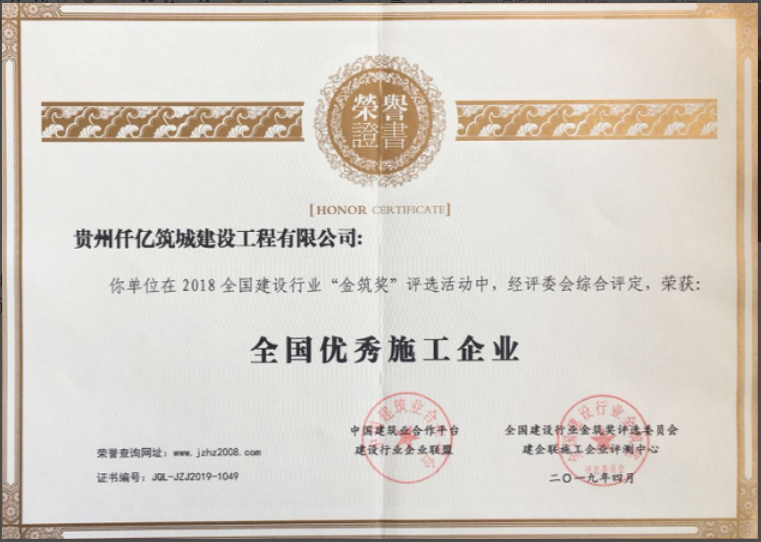 榮譽
證書
[HONOR CERTIFICATE]
贵州仟亿筑城建设工程有限公司:
你单位在2018全国建设行业“金筑奖”评选活动中，经评委会综合评定，荣获:
全国优秀施工企业
中国建筑业合作平台
建设行业企业联盟
全国建设行业金筑奖评选委员会
建企联施工企业评测中心
二〇一九年四月
荣誉查询网址: www.jzhz2008.com
证书编号: JQL-JZJ2019-1049